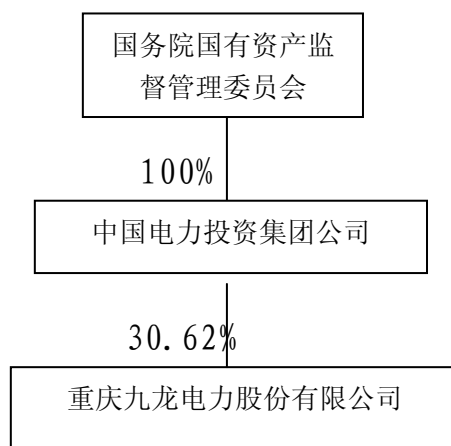 国务院国有资产监
督管理委员会
100%
中国电力投资集团公司
30.62%
重庆九龙电力股份有限公司